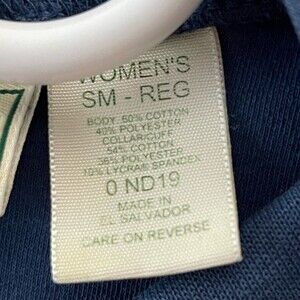 WOMEN'S
SM - REG
BODY 60% COTTON
40% POLYESTER
COLLAR/CUFF
54% COTTON
36% POLYESTER
10% LYCRA® SPANDEX
0 ND19
MADE IN
EL SALVADOR
CARE ON REVERSE